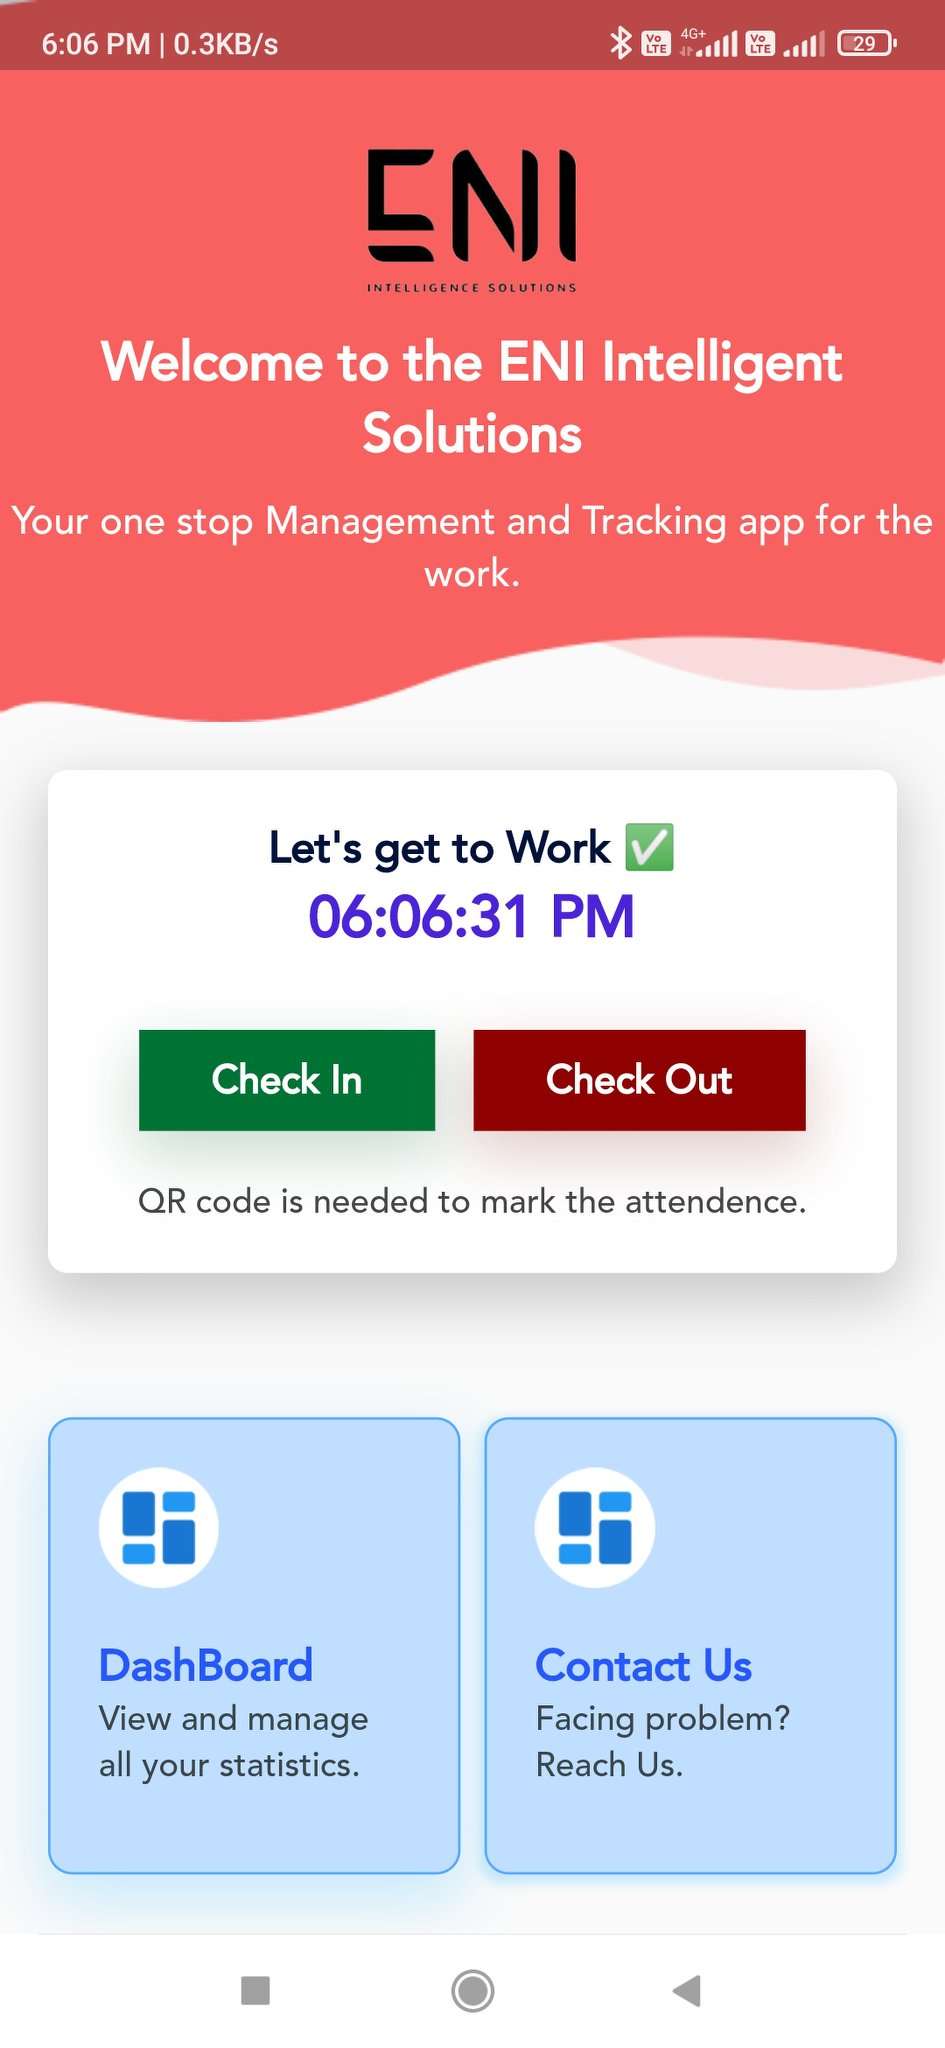 6:06 PM | 0.3KB/s
Vo LTE 4G+ Vo LTE 29
ENI
INTELLIGENCE SOLUTIONS
Welcome to the ENI Intelligent
Solutions
Your one stop Management and Tracking app for the
work.
Let's get to Work ✅
06:06:31 PM
Check In Check Out
QR code is needed to mark the attendence.
DashBoard
View and manage
all your statistics.
Contact Us
Facing problem?
Reach Us.